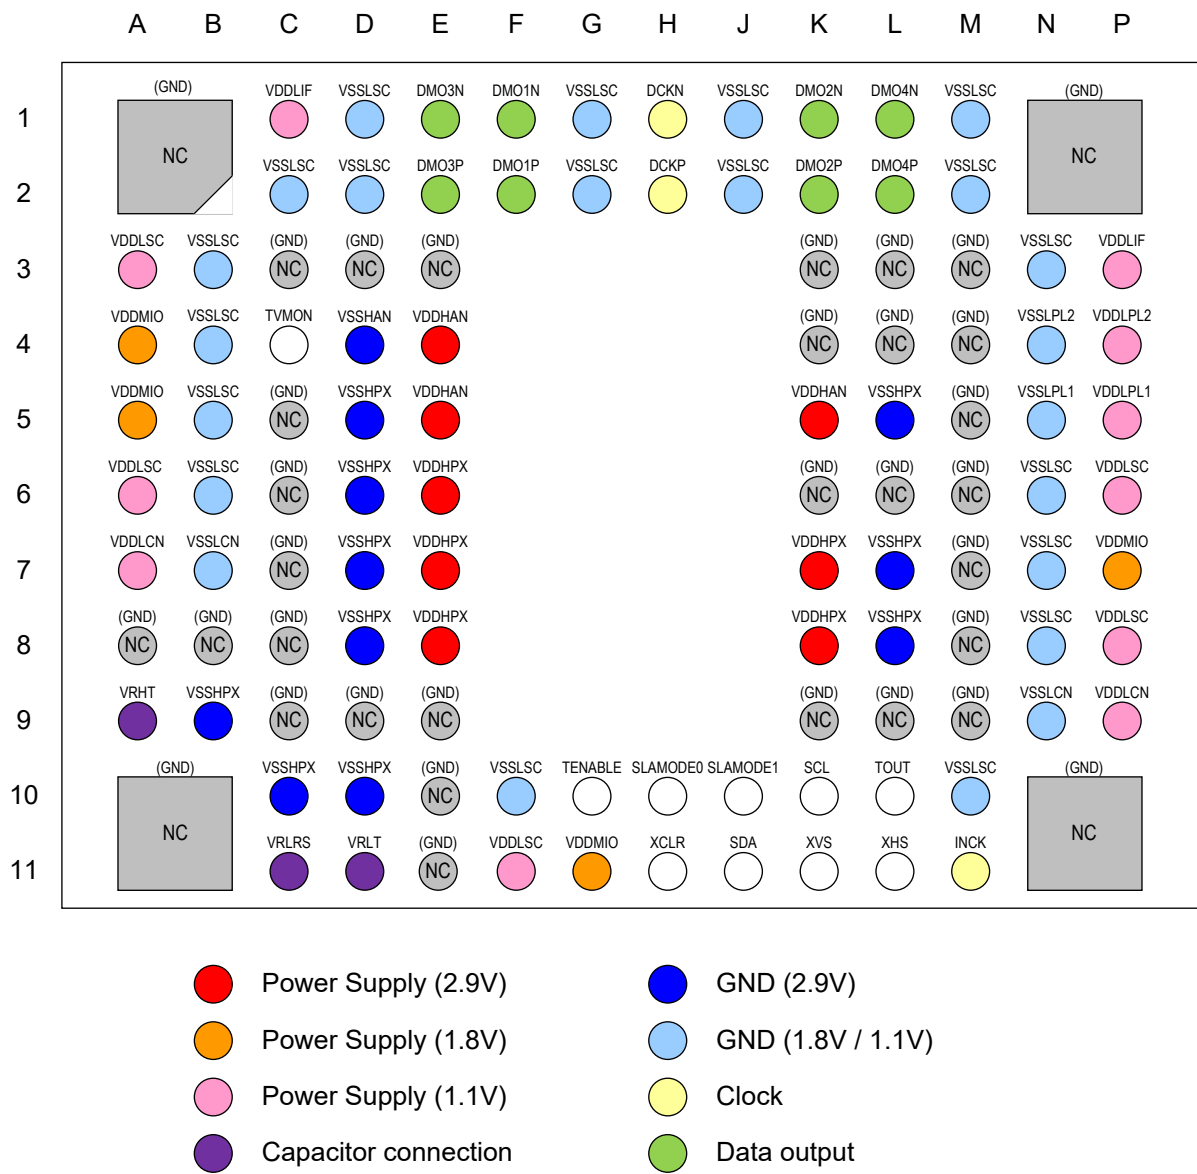 A B C D E F G H J K L M N P
(GND) VDDLIF VSSLSC DMO3N DMO1N VSSLSC DCKN VSSLSC DMO2N DMO4N VSSLSC (GND)
1
NC NC
VSSLSC VSSLSC DMO3P DMO1P VSSLSC DCKP VSSLSC DMO2P DMO4P VSSLSC
2
VDDLSC VSSLSC (GND) (GND) (GND) (GND) (GND) (GND) VSSLSC VDDLIF
3 NC NC NC NC NC NC
VDDMIO VSSLSC TVMON VSSHAN VDDHAN (GND) (GND) (GND) VSSLPL2 VDDLPL2
4 NC NC NC
VDDMIO VSSLSC (GND) VSSHPX VDDHAN VDDHAN VSSHPX (GND) VSSLPL1 VDDLPL1
5 NC NC
VDDLSC VSSLSC (GND) VSSHPX VDDHPX (GND) (GND) (GND) VSSLSC VDDLSC
6 NC NC NC NC
VDDLCN VSSLCN (GND) VSSHPX VDDHPX VDDHPX VSSHPX (GND) VSSLSC VDDMIO
7 NC NC
(GND) (GND) (GND) VSSHPX VDDHPX VDDHPX VSSHPX (GND) VSSLSC VDDLSC
8 NC NC NC NC
VRHT VSSHPX (GND) (GND) (GND) (GND) (GND) (GND) VSSLCN VDDLCN
9 NC NC NC NC NC NC
(GND) VSSHPX VSSHPX (GND) VSSLSC TENABLE SLAMODE0 SLAMODE1 SCL TOUT VSSLSC (GND)
10 NC
NC NC
VRLRS VRLT (GND) VDDLSC VDDMIO XCLR SDA XVS XHS INCK
11 NC
Power Supply (2.9V) GND (2.9V)
Power Supply (1.8V) GND (1.8V / 1.1V)
Power Supply (1.1V) Clock
Capacitor connection Data output